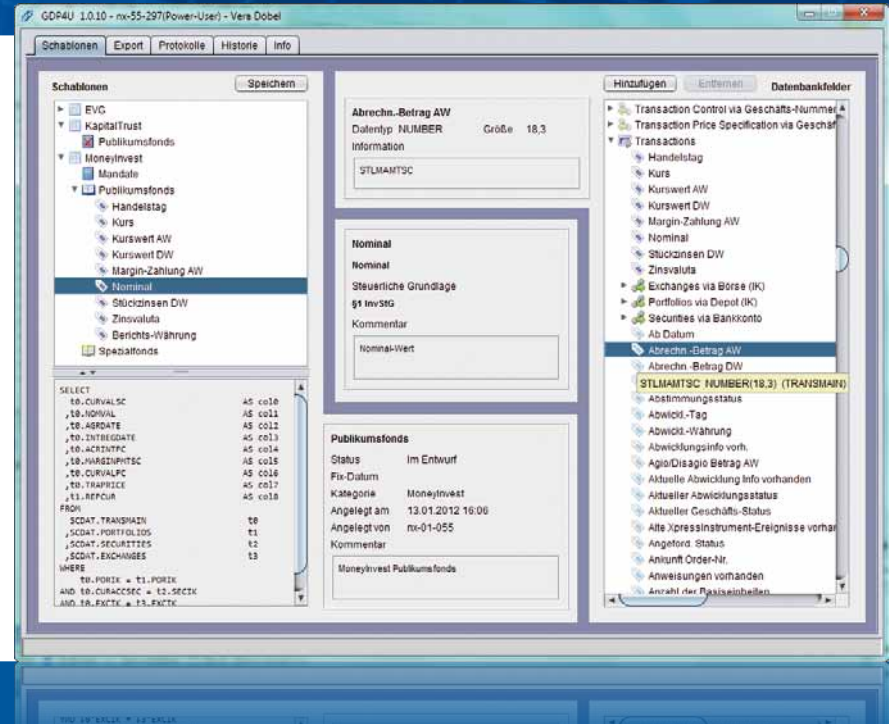 GDP4U 1.0.10 - nx-55-297(Power-User) - Vera Döbel
Schablonen Export Protokolle Historie Info
Schablonen Speichern
EVG
KapitalTrust
Publikumsfonds
MoneyInvest
Mandate
Publikumsfonds
Handelstag
Kurs
Kurswert AW
Kurswert DW
Margin-Zahlung AW
Nominal
Stückzinsen DW
Zinsvaluta
Berichts-Währung
Spezialfonds
SELECT
t0.CURVALSC AS col0
,t0.NOMVAL AS col1
,t0.AGRDATE AS col2
,t0.INTBEGDATE AS col3
,t0.ACRINTPC AS col4
,t0.MARGINPMTSC AS col5
,t0.CURVALPC AS col6
,t0.TRAPRICE AS col7
,t1.REPCUR AS col8
FROM
SCDAT.TRANSMAIN t0
,SCDAT.PORTFOLIOS t1
,SCDAT.SECURITIES t2
,SCDAT.EXCHANGES t3
WHERE
t0.PORIK = t1.PORIK
AND t0.CURACCSEC = t2.SECIK
AND t0.EXCIK = t3.EXCIK
Abrechn.-Betrag AW
Datentyp NUMBER Größe 18,3
Information
STLMAMTSC
Nominal
Nominal
Steuerliche Grundlage
§1 InvStG
Kommentar
Nominal-Wert
Publikumsfonds
Status Im Entwurf
Fix-Datum
Kategorie MoneyInvest
Angelegt am 13.01.2012 16:06
Angelegt von nx-01-055
Kommentar
MoneyInvest Publikumsfonds
Hinzufügen Entfernen Datenbankfelder
Transaction Control via Geschäfts-Nummer
Transaction Price Specification via Geschäf
Transactions
Handelstag
Kurs
Kurswert AW
Kurswert DW
Margin-Zahlung AW
Nominal
Stückzinsen DW
Zinsvaluta
Exchanges via Börse (IK)
Portfolios via Depot (IK)
Securities via Bankkonto
Ab Datum
Abrechn.-Betrag AW
Abrechn.-Betrag DW
STLMAMTSC NUMBER(18,3) (TRANSMAIN)
Abstimmungsstatus
Abwickl.-Tag
Abwickl.-Währung
Abwicklungsinfo vorh.
Agio/Disagio Betrag AW
Aktuelle Abwicklung Info vorhanden
Aktueller Abwicklungsstatus
Aktueller Geschäfts-Status
Alte XpressInstrument-Ereignisse vorhar
Angeford. Status
Ankunft Order-Nr.
Anweisungen vorhanden
Anzahl der Basiseinheiten